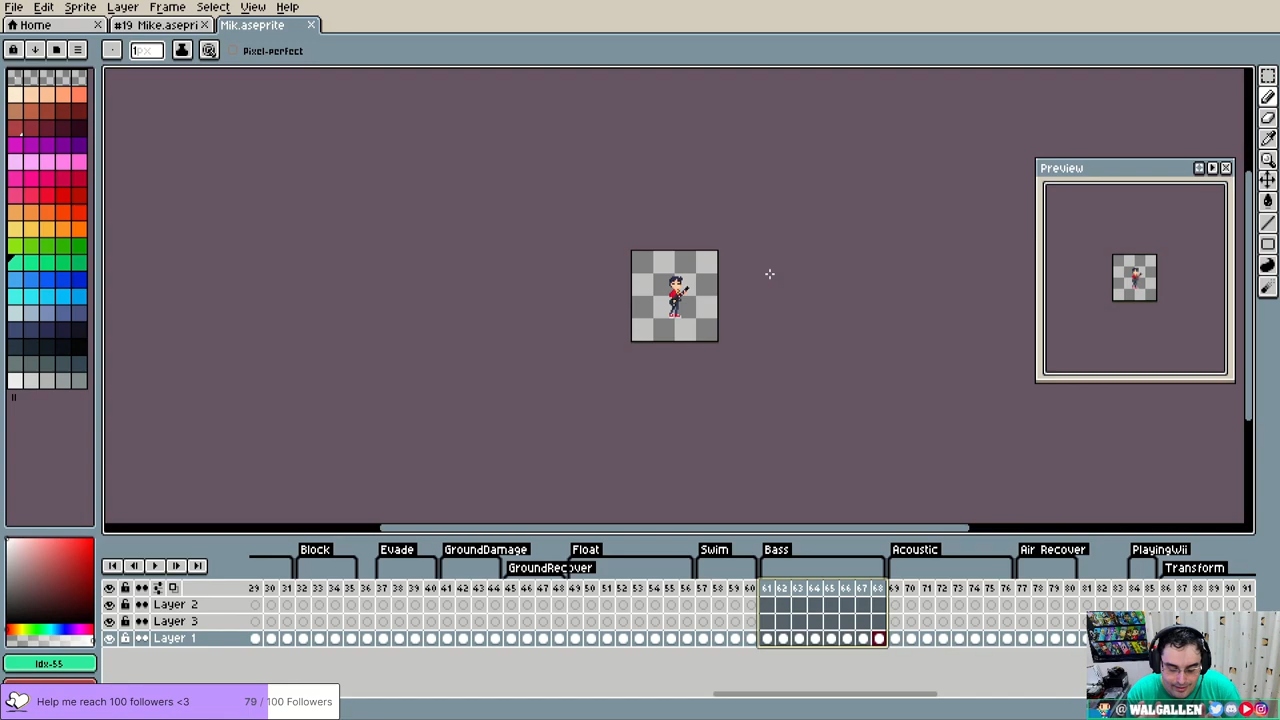 File Edit Sprite Layer Frame Select View Help
Home #19 Mike.asepri Mik.aseprite
1px Pixel-perfect
Preview
Block Evade GroundDamage Float Swim Bass Acoustic Air Recover PlayingWii
GroundRecover Transform
29 30 31 32 33 34 35 36 37 38 39 40 41 42 43 44 45 46 47 48 49 50 51 52 53 54 55 56 57 58 59 60 61 62 63 64 65 66 67 68 69 70 71 72 73 74 75 76 77 78 79 80 81 82 83 84 85 86 87 88 89 90 91
Layer 2
Layer 3
Layer 1
Idx-55
Help me reach 100 followers <3 79 / 100 Followers
@WALGALLEN